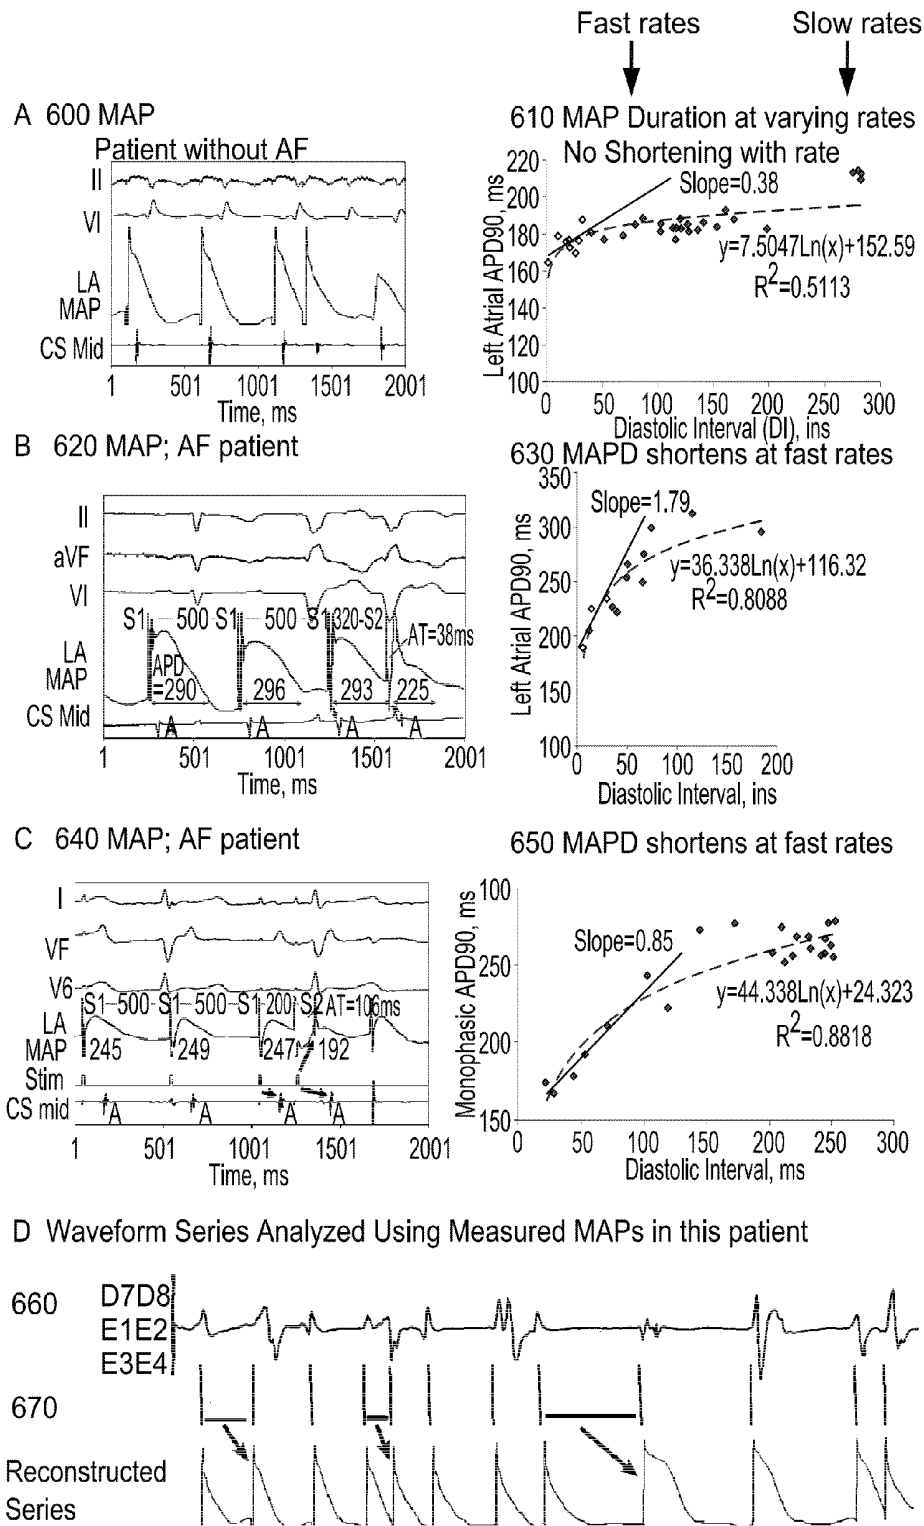 Fast rates Slow rates
A 600 MAP
Patient without AF
II
VI
LA
MAP
CS Mid
1 501 1001 1501 2001
Time, ms
610 MAP Duration at varying rates
No Shortening with rate
Slope=0.38
y=7.5047Ln(x)+152.59
R2=0.5113
Left Atrial APD90, ms
220
200
180
160
140
120
100
0 50 100 150 200 250 300
Diastolic Interval (DI), ins
B 620 MAP; AF patient
II
aVF
VI
S1 500 S1 500 S1 320-S2
AT=38ms
LA
MAP
APD
=290 296 293 225
CS Mid
A A A A
1 501 1001 1501 2001
Time, ms
630 MAPD shortens at fast rates
Slope=1.79
y=36.338Ln(x)+116.32
R2=0.8088
Left Atrial APD90, ms
350
300
250
200
150
100
0 50 100 150 200
Diastolic Interval, ins
C 640 MAP; AF patient
I
VF
V6
S1-500-S1-500-S1-200-S2 AT=106ms
LA
MAP
245 249 247 192
Stim
CS mid
A A A A
1 501 1001 1501 2001
Time, ms
650 MAPD shortens at fast rates
Slope=0.85
y=44.338Ln(x)+24.323
R2=0.8818
Monophasic APD90, ms
100
250
200
150
0 50 100 150 200 250 300
Diastolic Interval, ms
D Waveform Series Analyzed Using Measured MAPs in this patient
660
D7D8
E1E2
E3E4
670
Reconstructed
Series